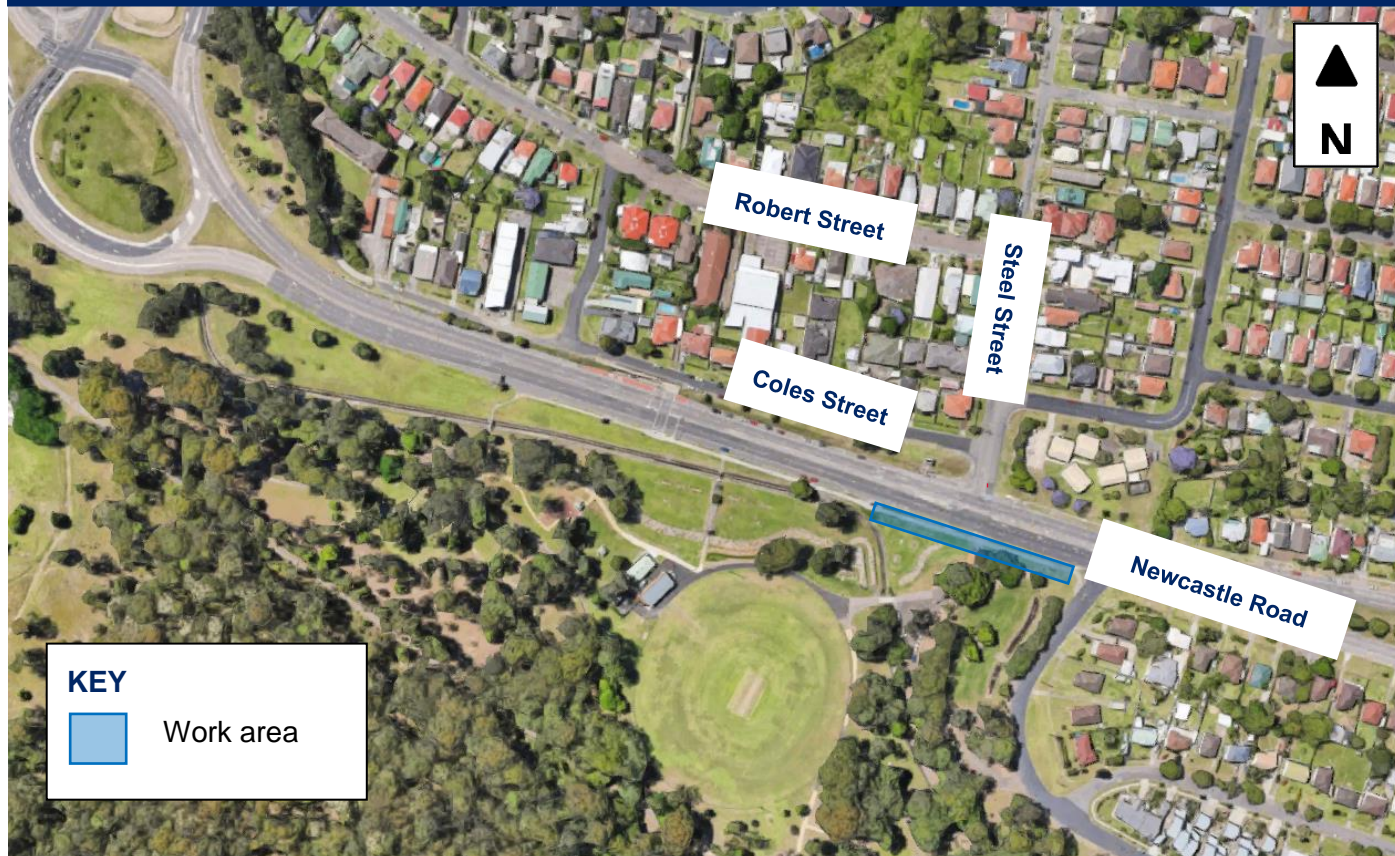 N
Robert Street
Steel Street
Coles Street
Newcastle Road
KEY
Work area